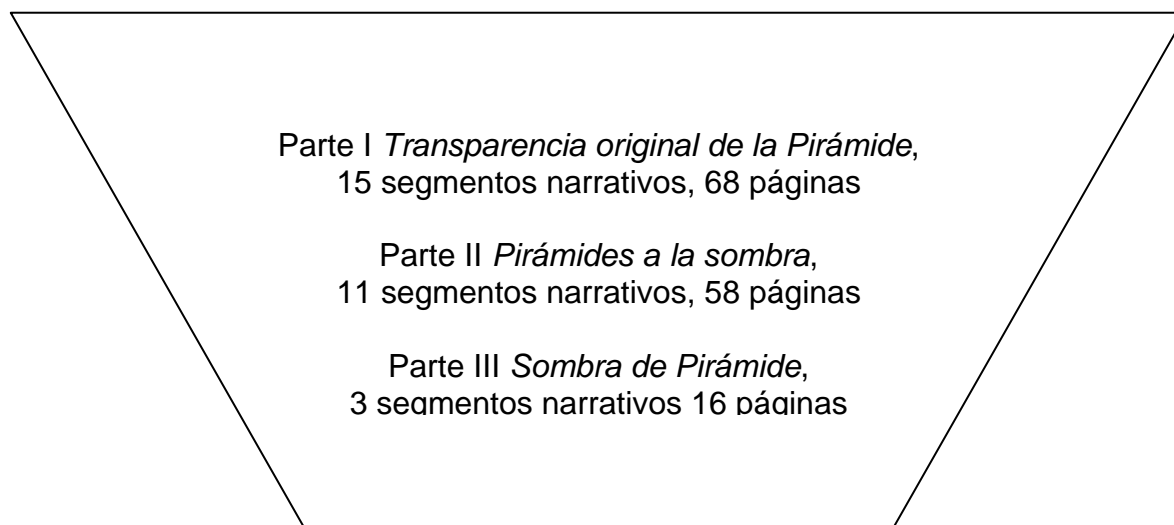 Parte I Transparencia original de la Pirámide,
15 segmentos narrativos, 68 páginas
Parte II Pirámides a la sombra,
11 segmentos narrativos, 58 páginas
Parte III Sombra de Pirámide,
3 segmentos narrativos 16 páginas